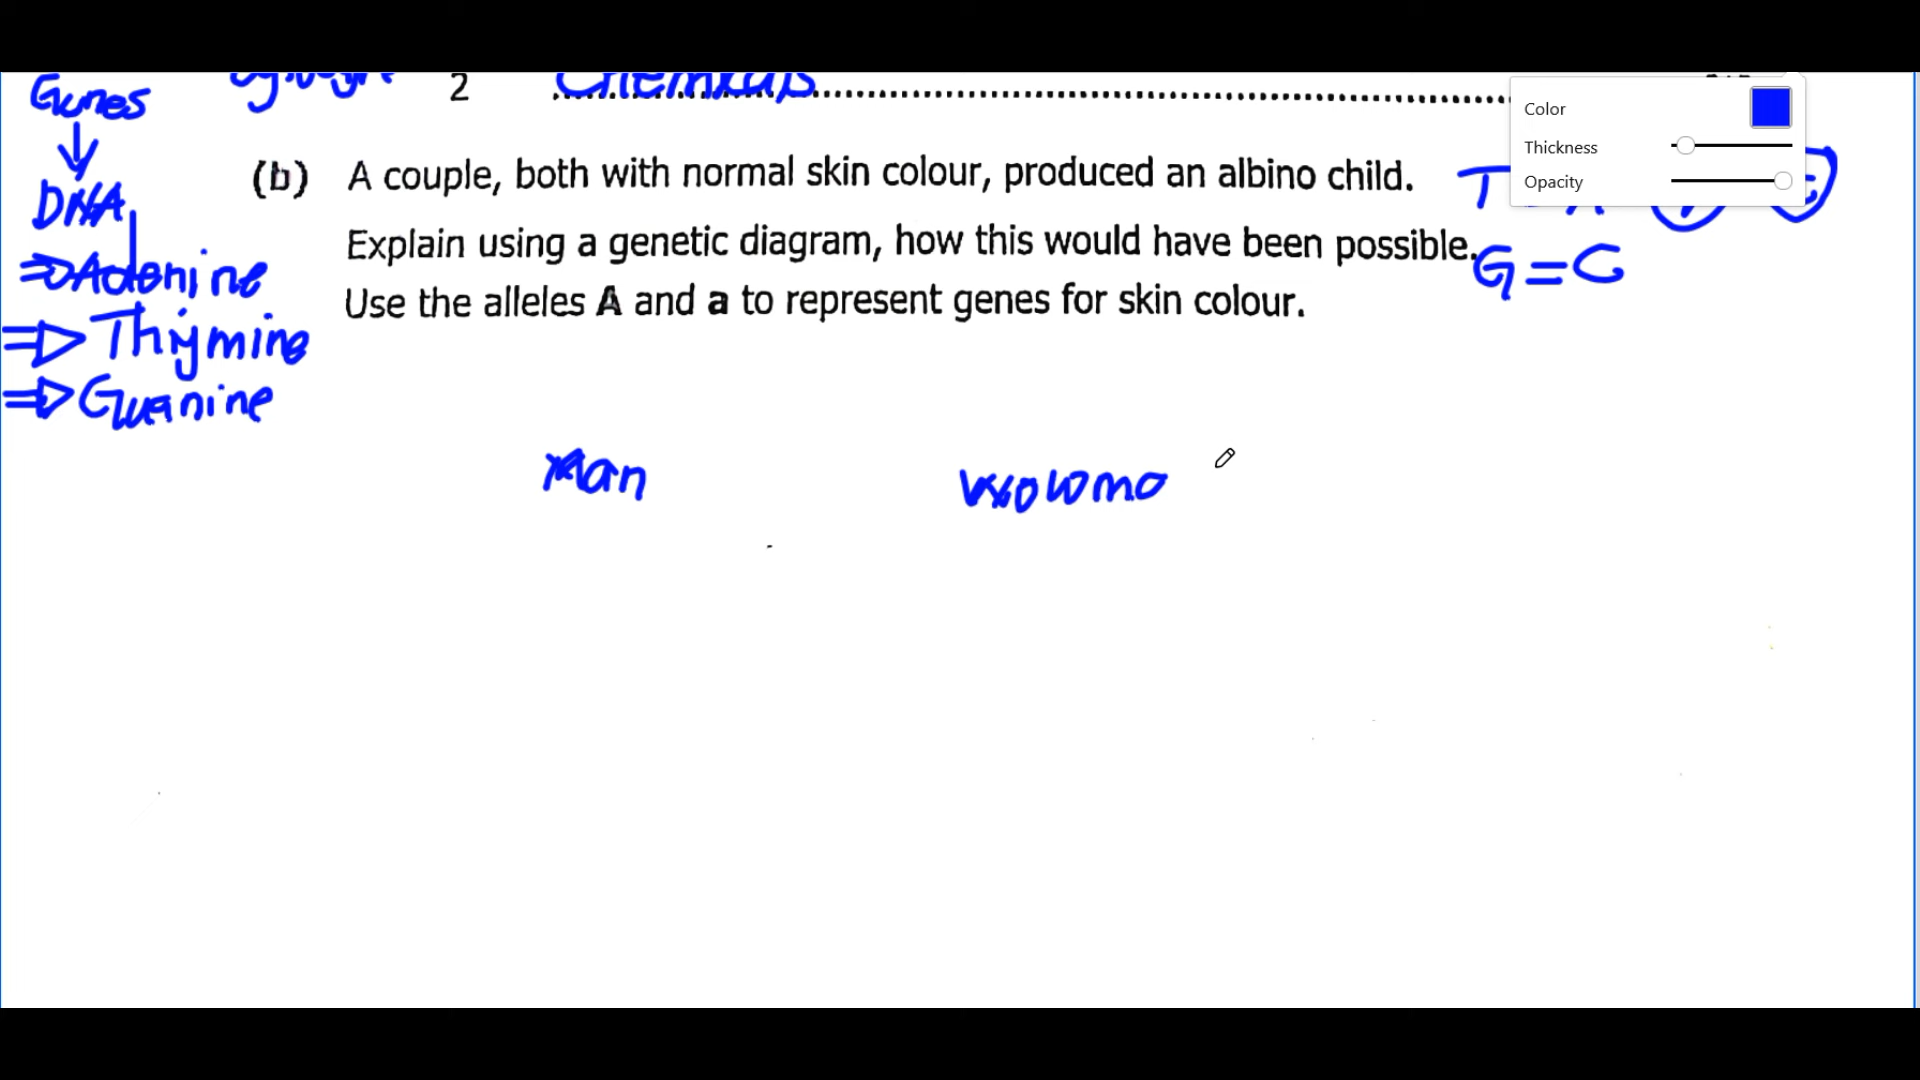 Genes
2 Chemicals
(b) A couple, both with normal skin colour, produced an albino child.
Explain using a genetic diagram, how this would have been possible.
Use the alleles A and a to represent genes for skin colour.
DNA
Adenine
Thymine
Guanine
Color
Thickness
Opacity
T
G=C
Man